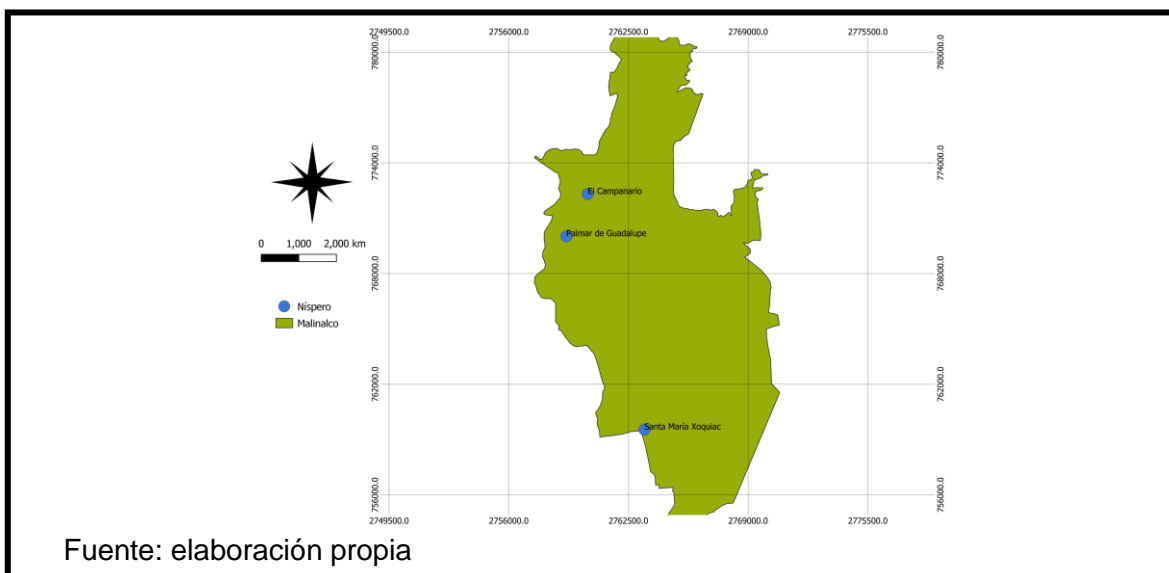 2749500.0 2756000.0 2762500.0 2769000.0 2775500.0
780000.0 780000.0
774000.0 774000.0
El Campanario
Palmar de Guadalupe
0 1,000 2,000 km
768000.0 768000.0
Níspero
Malinalco
762000.0 762000.0
Santa María Xoquiac
756000.0 756000.0
2749500.0 2756000.0 2762500.0 2769000.0 2775500.0
Fuente: elaboración propia